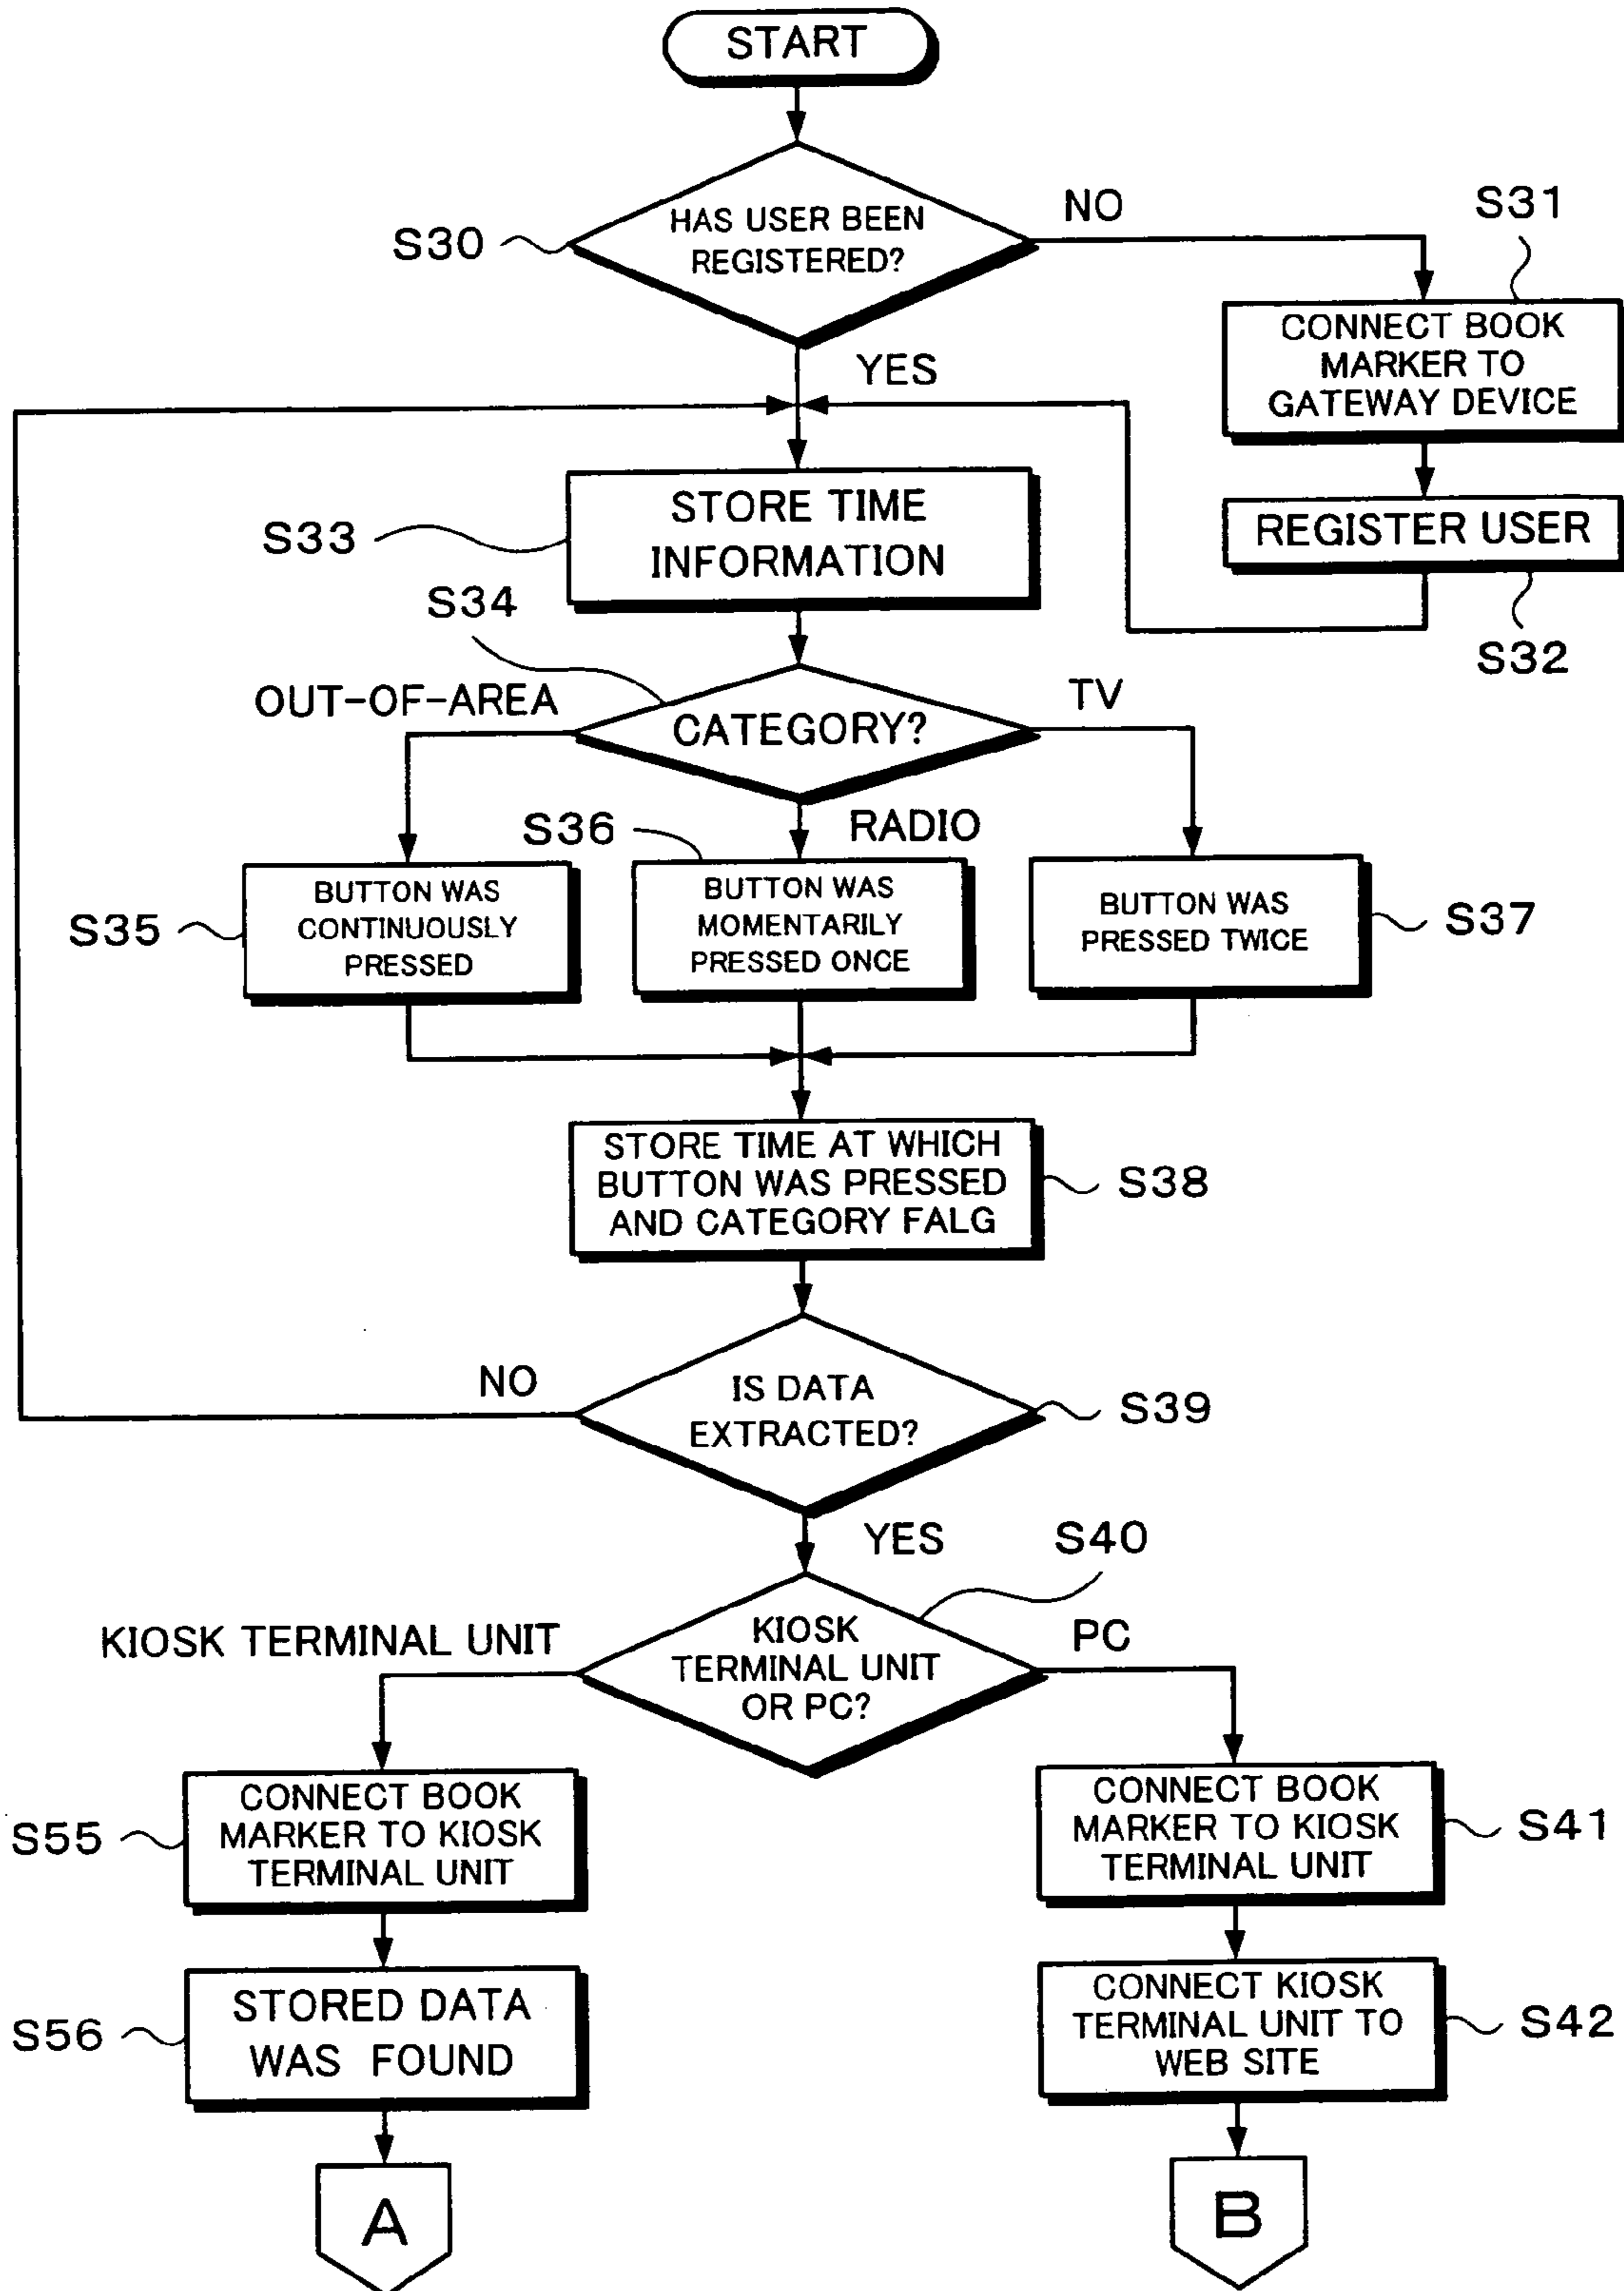 START
HAS USER BEEN
REGISTERED?
S30
NO
S31
CONNECT BOOK
MARKER TO
GATEWAY DEVICE
YES
REGISTER USER
S32
STORE TIME
INFORMATION
S33
S34
OUT-OF-AREA
CATEGORY?
TV
S36
RADIO
S35
BUTTON WAS
CONTINUOUSLY
PRESSED
BUTTON WAS
MOMENTARILY
PRESSED ONCE
BUTTON WAS
PRESSED TWICE
S37
STORE TIME AT WHICH
BUTTON WAS PRESSED
AND CATEGORY FALG
S38
NO
IS DATA
EXTRACTED?
S39
YES
S40
KIOSK TERMINAL UNIT
KIOSK
TERMINAL UNIT
OR PC?
PC
S55
CONNECT BOOK
MARKER TO KIOSK
TERMINAL UNIT
CONNECT BOOK
MARKER TO KIOSK
TERMINAL UNIT
S41
S56
STORED DATA
WAS FOUND
CONNECT KIOSK
TERMINAL UNIT TO
WEB SITE
S42
A
B